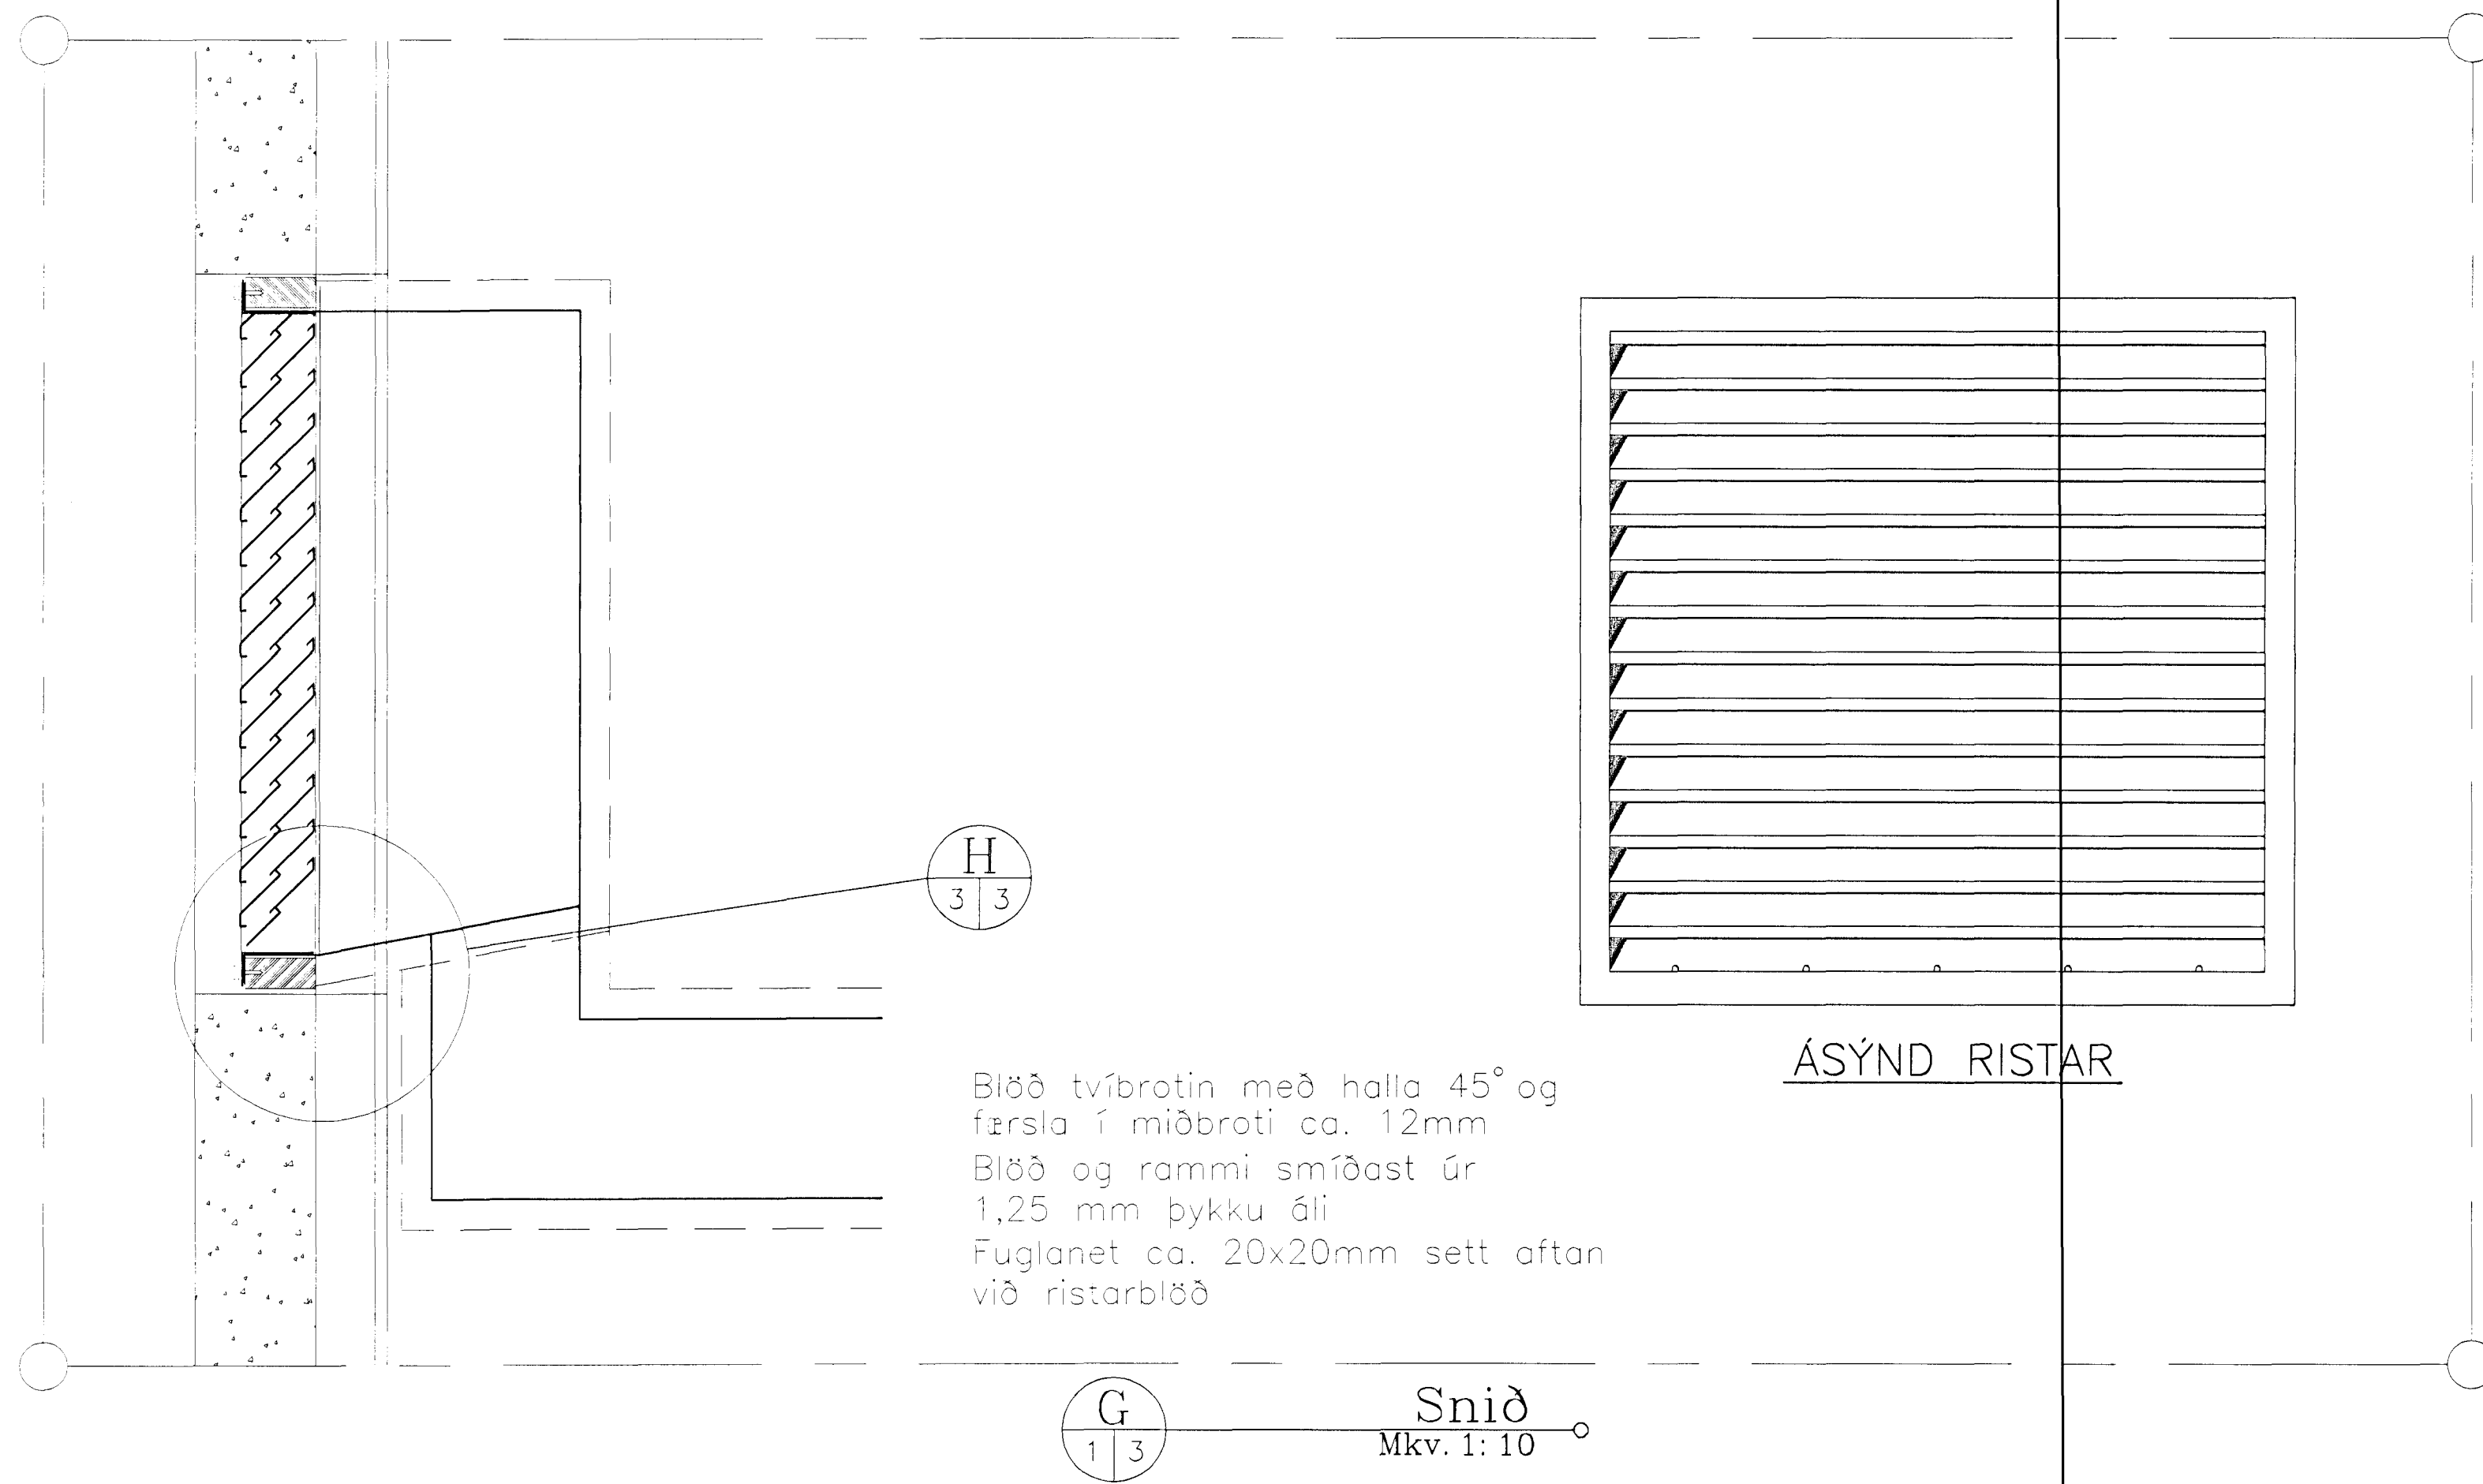 H
3 3
ÁSÝND RISTAR
Blöð tvíbrotin með halla 45° og
færsla í miðbroti ca. 12mm
Blöð og rammi smíðast úr
1,25 mm þykku áli
Fuglanet ca. 20x20mm sett aftan
við ristarblöð
G
1 3
Snið
Mkv. 1:10